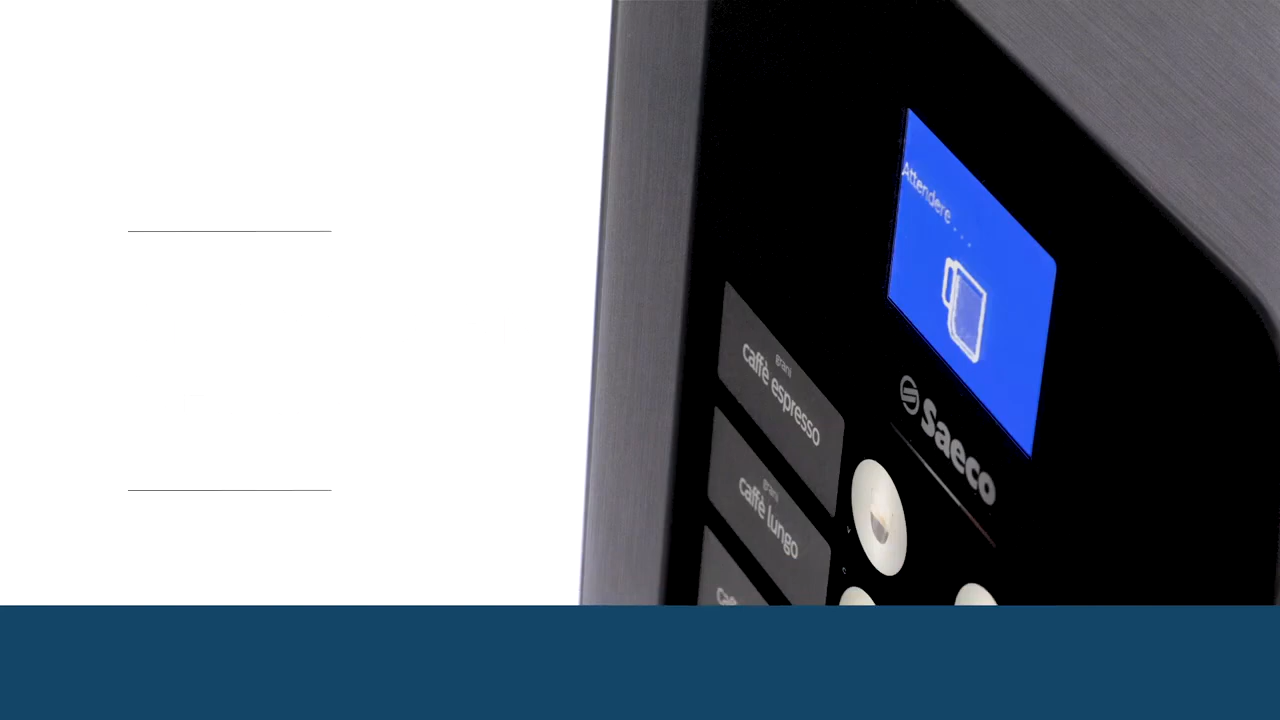 Attendere . . .
saeco
grani
caffè espresso
grani
caffè lungo